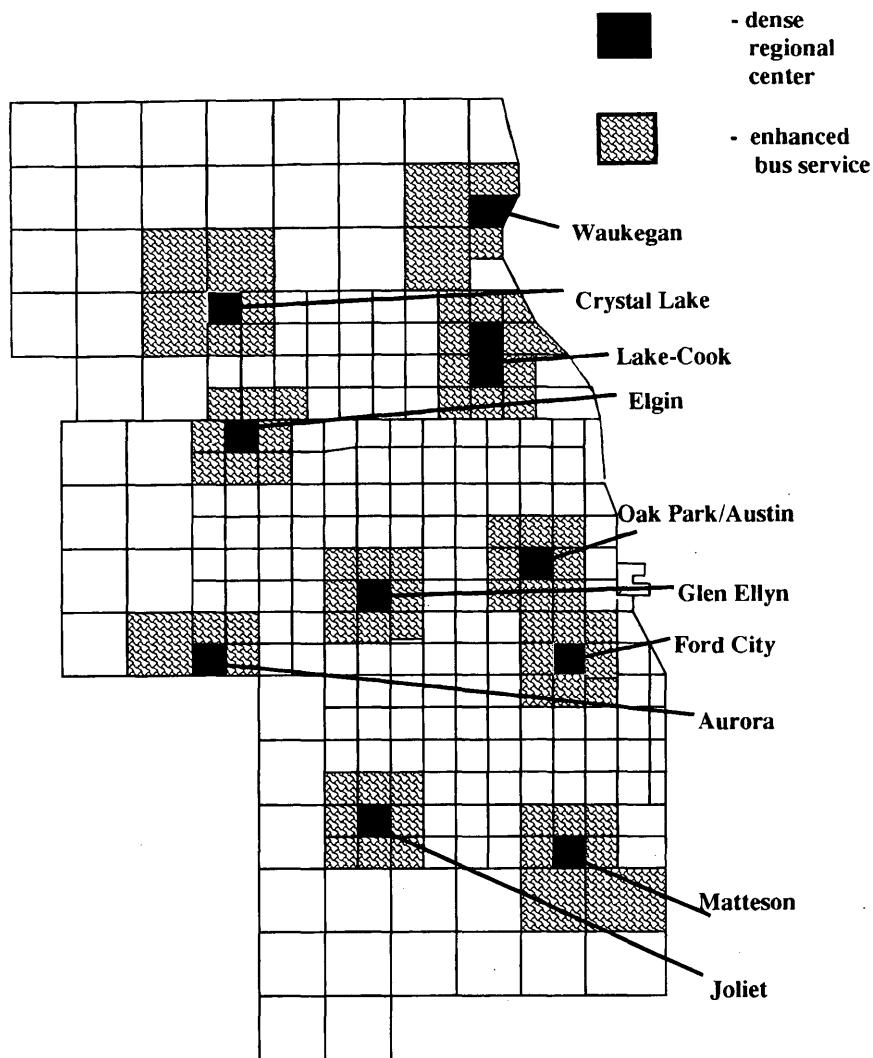 - dense
regional
center
- enhanced
bus service
Waukegan
Crystal Lake
Lake-Cook
Elgin
Oak Park/Austin
Glen Ellyn
Ford City
Aurora
Matteson
Joliet